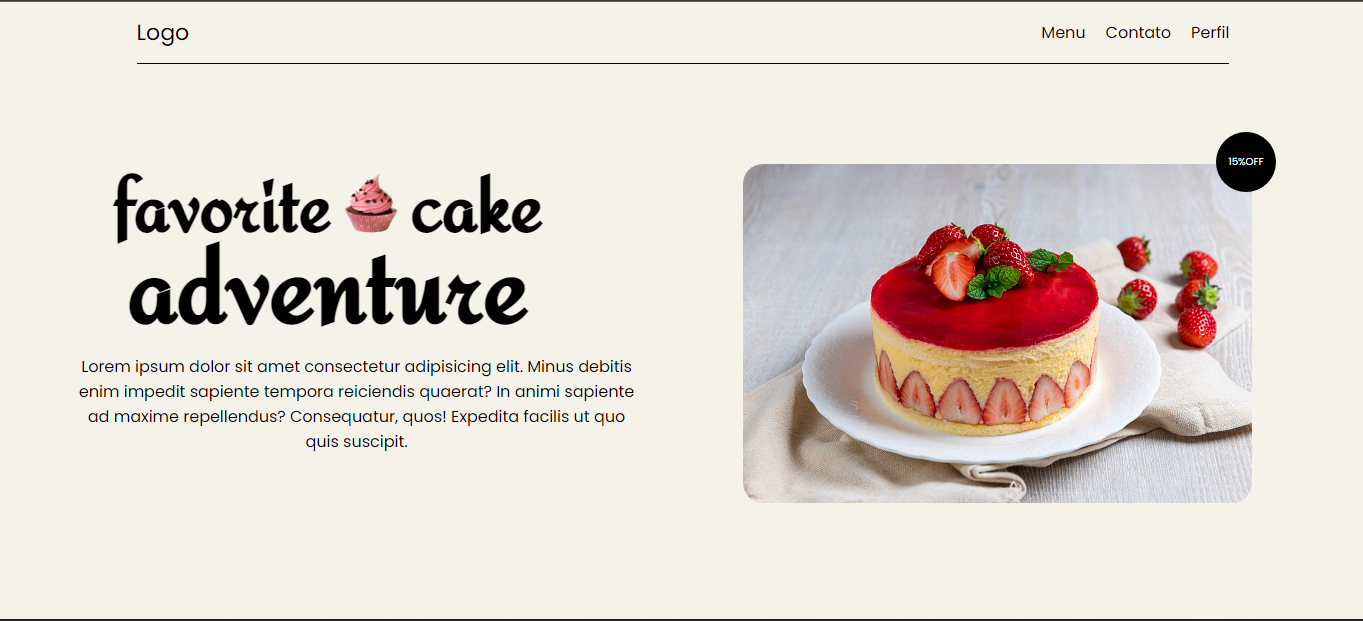 Logo
Menu Contato Perfil
15%OFF
favorite cake
adventure
Lorem ipsum dolor sit amet consectetur adipisicing elit. Minus debitis
enim impedit sapiente tempora reiciendis quaerat? In animi sapiente
ad maxime repellendus? Consequatur, quos! Expedita facilis ut quo
quis suscipit.